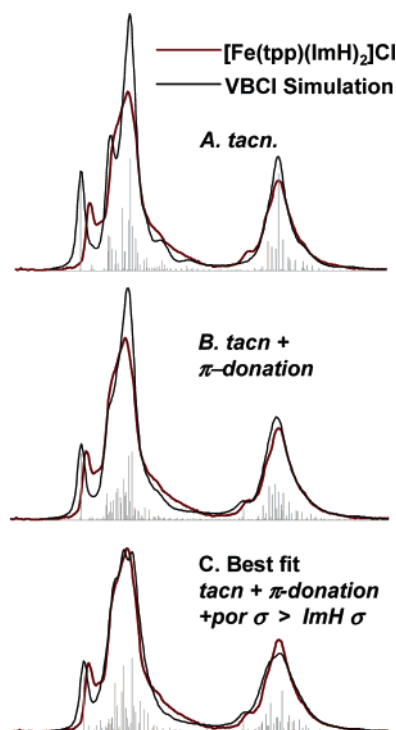 [Fe(tpp)(ImH)2]Cl
VBCI Simulation
A. tacn.
B. tacn +
π–donation
C. Best fit
tacn + π-donation
+por σ > ImH σ